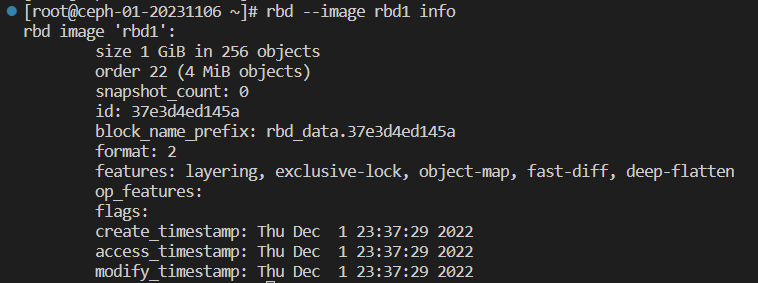 [root@ceph-01-20231106 ~]# rbd --image rbd1 info
rbd image 'rbd1':
size 1 GiB in 256 objects
order 22 (4 MiB objects)
snapshot_count: 0
id: 37e3d4ed145a
block_name_prefix: rbd_data.37e3d4ed145a
format: 2
features: layering, exclusive-lock, object-map, fast-diff, deep-flatten
op_features:
flags:
create_timestamp: Thu Dec  1 23:37:29 2022
access_timestamp: Thu Dec  1 23:37:29 2022
modify_timestamp: Thu Dec  1 23:37:29 2022